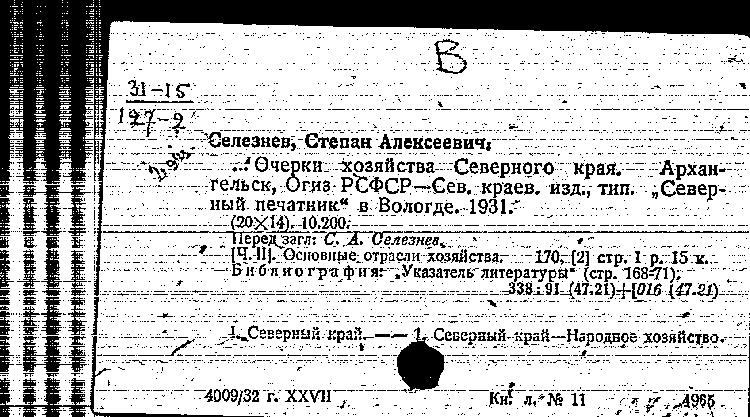 В
31-15
127-2
Селезнев, Степан Алексеевич.
...Очерки хозяйства Северного края. Архан-
гельск, Огиз РСФСР—Сев. краев. изд., тип. „Север-
ный печатник“ в Вологде. 1931.
(20×14). 10.200.
Перед загл: С. А. Селезнев.
[Ч. II]. Основные отрасли хозяйства. 170, [2] стр. 1 р. 15 к.
Библиография: „Указатель литературы“ (стр. 168-71).
338 : 91 (47.21)+[016 (47.21)
I. Северный край. — — 1. Северный край—Народное хозяйство.
4009/32 г. XXVII Кн. л. № 11 4965